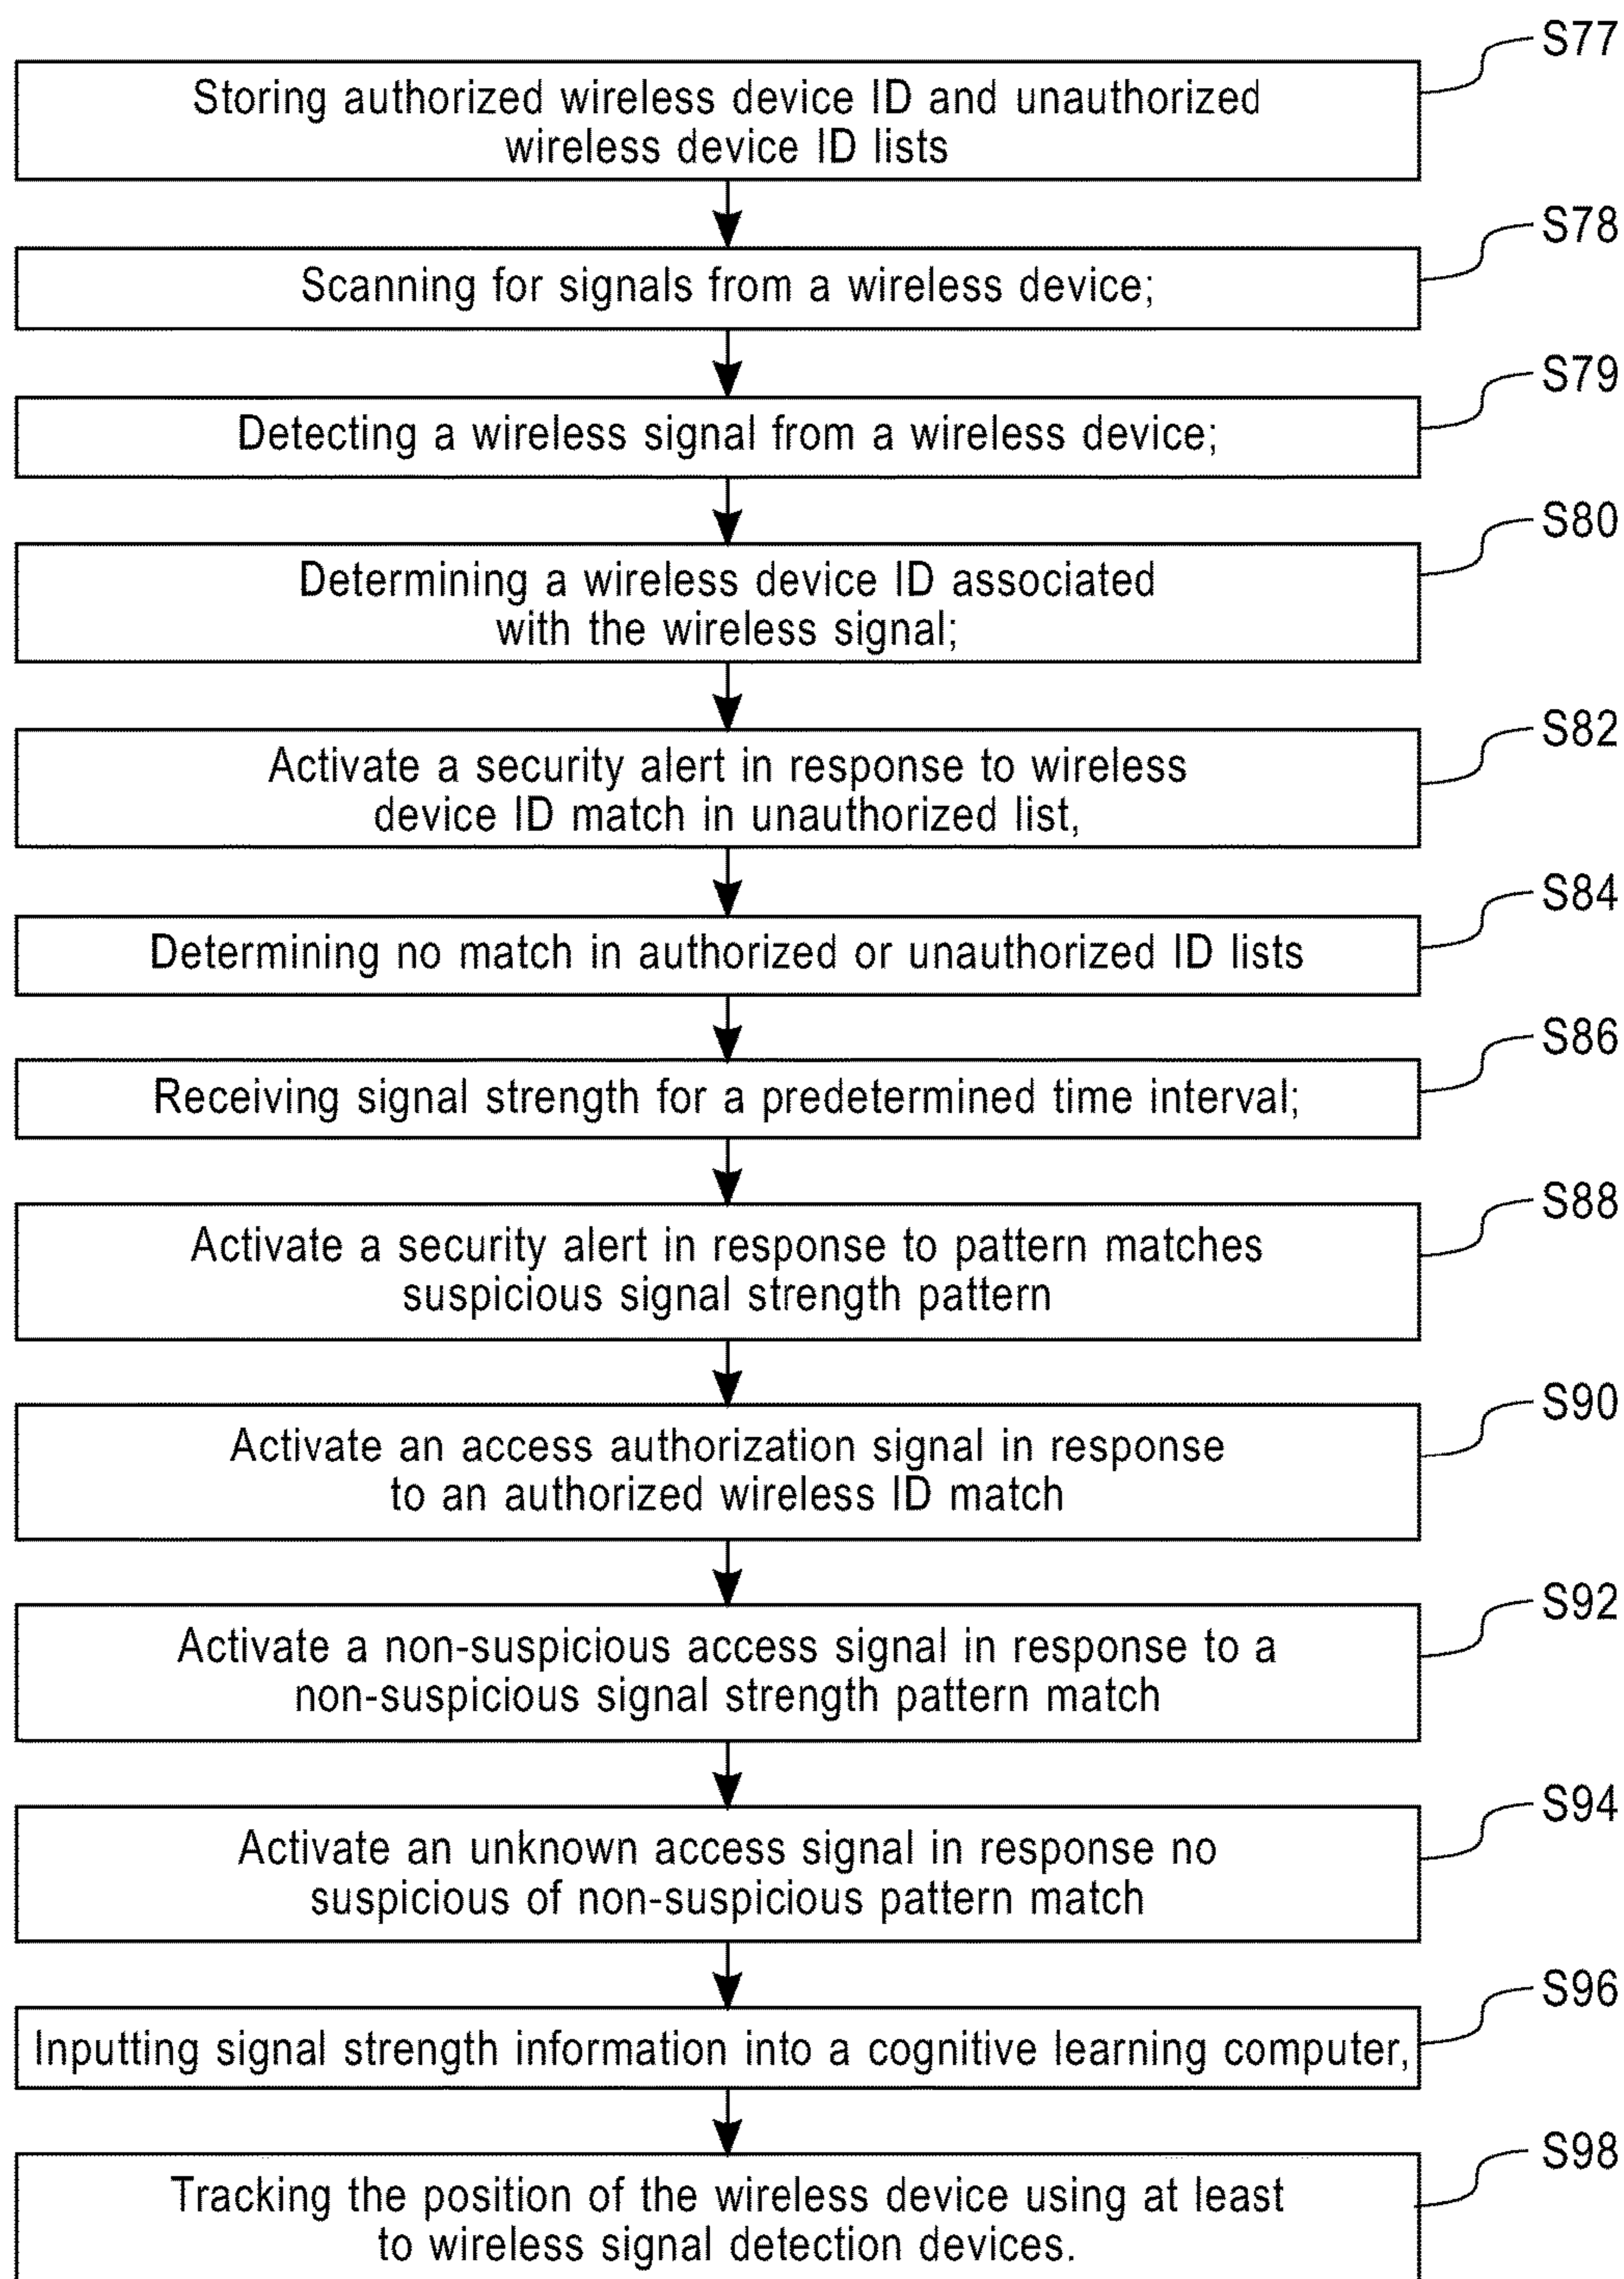 S77
Storing authorized wireless device ID and unauthorized
wireless device ID lists
S78
Scanning for signals from a wireless device;
S79
Detecting a wireless signal from a wireless device;
S80
Determining a wireless device ID associated
with the wireless signal;
S82
Activate a security alert in response to wireless
device ID match in unauthorized list,
S84
Determining no match in authorized or unauthorized ID lists
S86
Receiving signal strength for a predetermined time interval;
S88
Activate a security alert in response to pattern matches
suspicious signal strength pattern
S90
Activate an access authorization signal in response
to an authorized wireless ID match
S92
Activate a non-suspicious access signal in response to a
non-suspicious signal strength pattern match
S94
Activate an unknown access signal in response no
suspicious of non-suspicious pattern match
S96
Inputting signal strength information into a cognitive learning computer,
S98
Tracking the position of the wireless device using at least
to wireless signal detection devices.